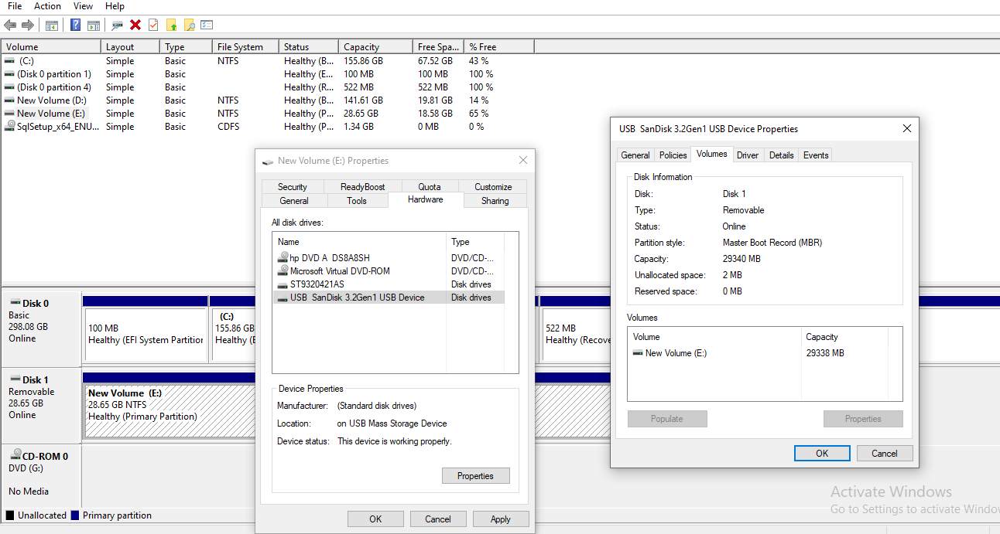 File Action View Help
Volume Layout Type File System Status Capacity Free Spa... % Free
(C:) Simple Basic NTFS Healthy (B... 155.86 GB 67.52 GB 43 %
(Disk 0 partition 1) Simple Basic Healthy (E... 100 MB 100 MB 100 %
(Disk 0 partition 4) Simple Basic Healthy (R... 522 MB 522 MB 100 %
New Volume (D:) Simple Basic NTFS Healthy (B... 141.61 GB 19.81 GB 14 %
New Volume (E:) Simple Basic NTFS Healthy (P... 28.65 GB 18.58 GB 65 %
SqlSetup_x64_ENU... Simple Basic CDFS Healthy (P... 1.34 GB 0 MB 0 %
New Volume (E:) Properties
Security ReadyBoost Quota Customize
General Tools Hardware Sharing
All disk drives:
Name Type
hp DVD A DS8A8SH DVD/CD-...
Microsoft Virtual DVD-ROM DVD/CD-...
ST9320421AS Disk drives
USB SanDisk 3.2Gen1 USB Device Disk drives
Device Properties
Manufacturer: (Standard disk drives)
Location: on USB Mass Storage Device
Device status: This device is working properly.
Properties
OK Cancel Apply
USB SanDisk 3.2Gen1 USB Device Properties
General Policies Volumes Driver Details Events
Disk Information
Disk: Disk 1
Type: Removable
Status: Online
Partition style: Master Boot Record (MBR)
Capacity: 29340 MB
Unallocated space: 2 MB
Reserved space: 0 MB
Volumes
Volume Capacity
New Volume (E:) 29338 MB
Populate Properties
OK Cancel
Disk 0
Basic
298.08 GB
Online
100 MB
Healthy (EFI System Partition
(C:)
155.86 GB
Healthy (B
522 MB
Healthy (Recove
Disk 1
Removable
28.65 GB
Online
New Volume (E:)
28.65 GB NTFS
Healthy (Primary Partition)
CD-ROM 0
DVD (G:)
No Media
Unallocated Primary partition
Activate Windows
Go to Settings to activate Windo